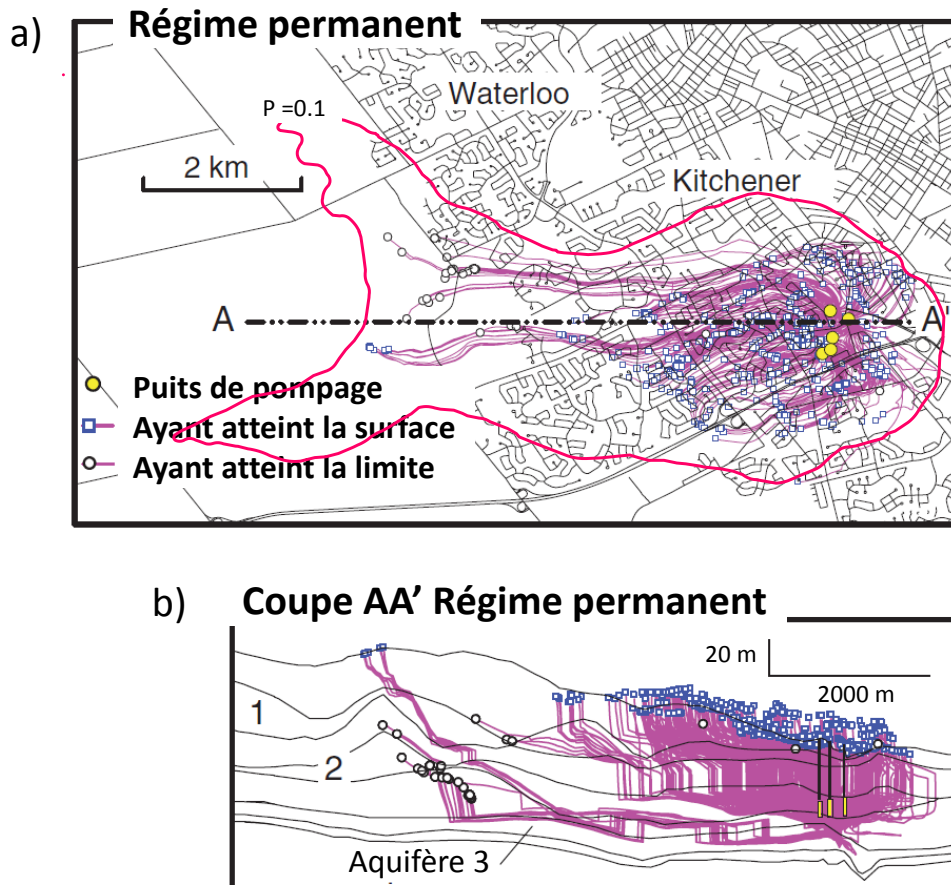 a)
Régime permanent
Waterloo
P =0.1
2 km
Kitchener
A
A'
Puits de pompage
Ayant atteint la surface
Ayant atteint la limite
b)
Coupe AA’ Régime permanent
20 m
2000 m
1
2
Aquifère 3